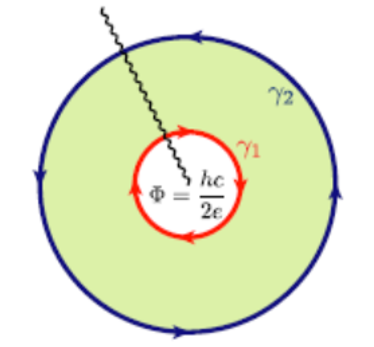 γ₂
γ₁
Φ = hc/2e